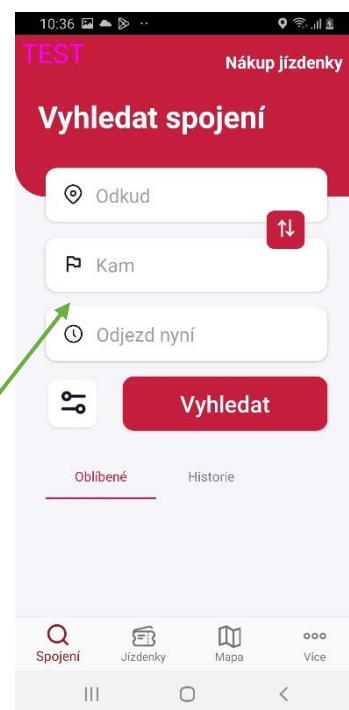 10:36
TEST
Nákup jízdenky
Vyhledat spojení
Odkud
Kam
Odjezd nyní
Vyhledat
Oblíbené Historie
Spojení Jízdenky Mapa Více